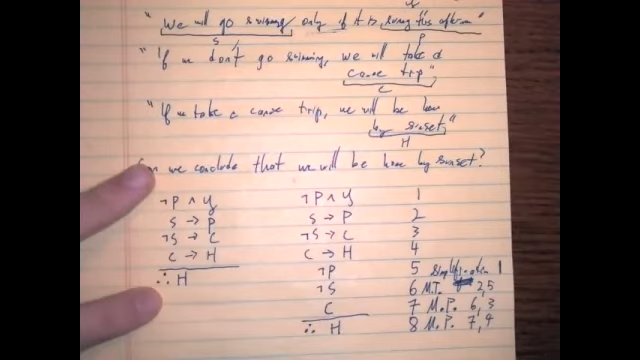 "We will go swimming only if it is sunny this afternoon"
S P
"If we don't go swimming, we will take a
canoe trip",
C
"If we take a canoe trip, we will be home
by sunset,"
H
we conclude that we will be home by sunset?
¬P ∧ Y ¬P ∧ Y 1
S → P S → P 2
¬S → C ¬S → C 3
C → H C → H 4
∴ H ¬P 5 Simplification 1
¬S 6 M.T. 2,5
C 7 M.P. 6,3
∴ H 8 M.P. 7,4